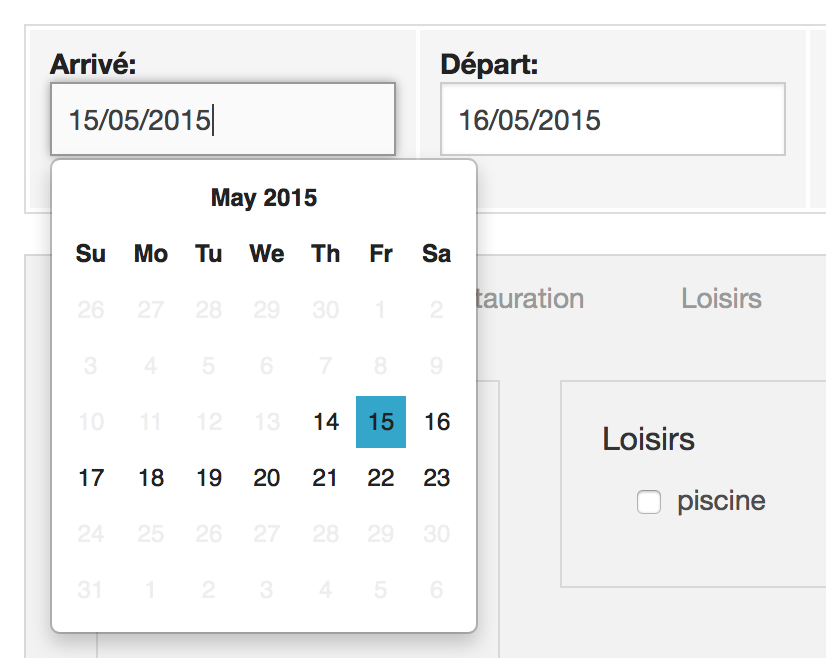 Arrivé:
Départ:
15/05/2015
16/05/2015
May 2015
Su Mo Tu We Th Fr Sa
26 27 28 29 30 1 2
3 4 5 6 7 8 9
10 11 12 13 14 15 16
17 18 19 20 21 22 23
24 25 26 27 28 29 30
31 1 2 3 4 5 6
tauration
Loisirs
Loisirs
piscine